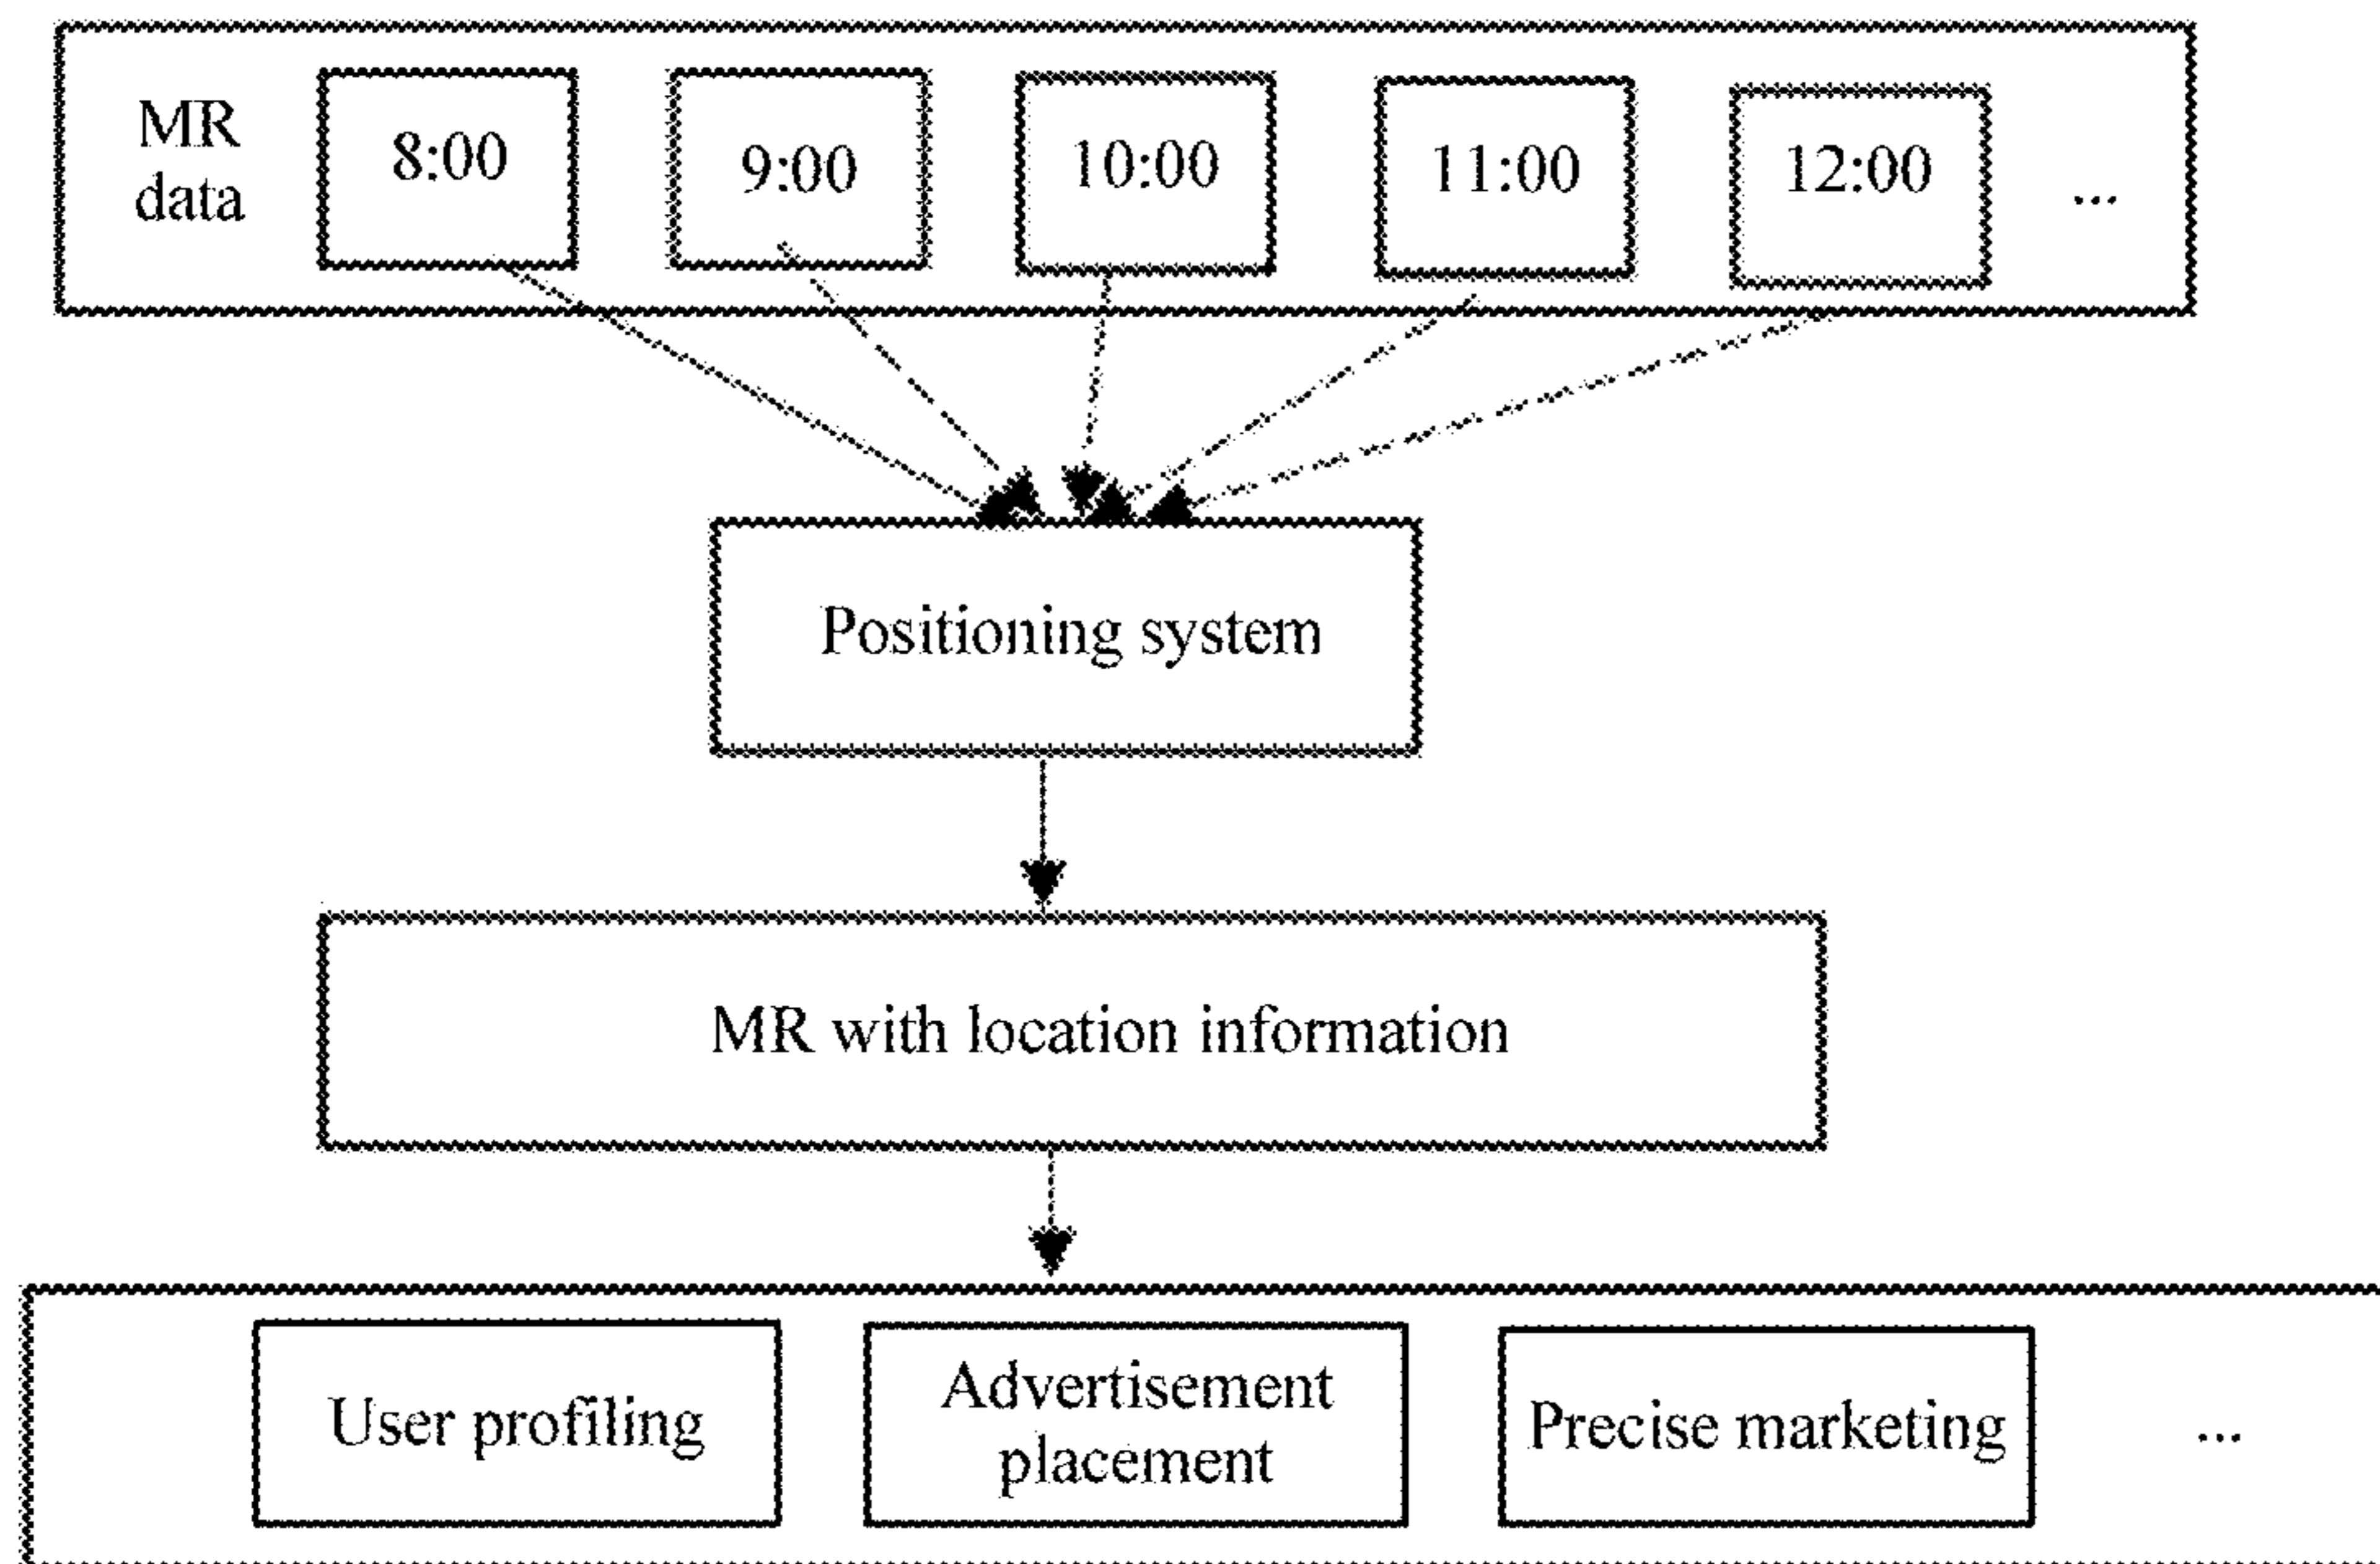 MR
data
8:00
9:00
10:00
11:00
12:00
...
Positioning system
MR with location information
User profiling
Advertisement
placement
Precise marketing
...